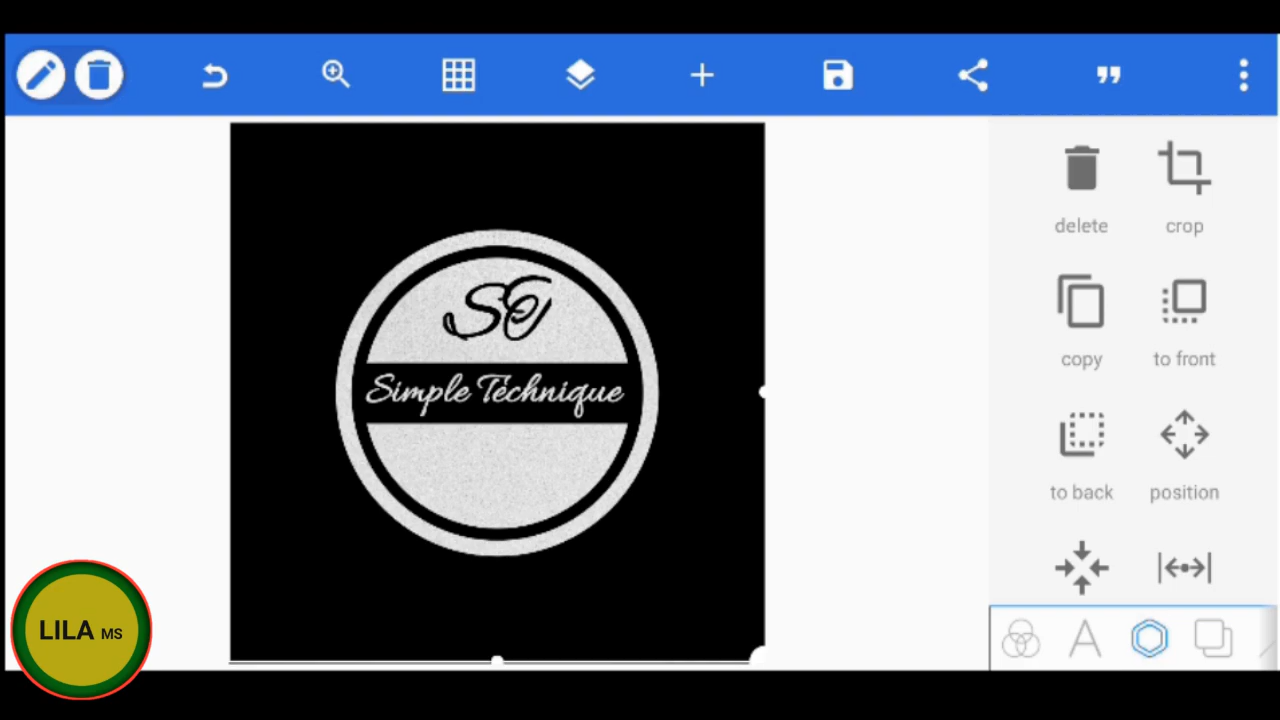 delete
crop
SG
Simple Technique
copy
to front
to back
position
LILA MS